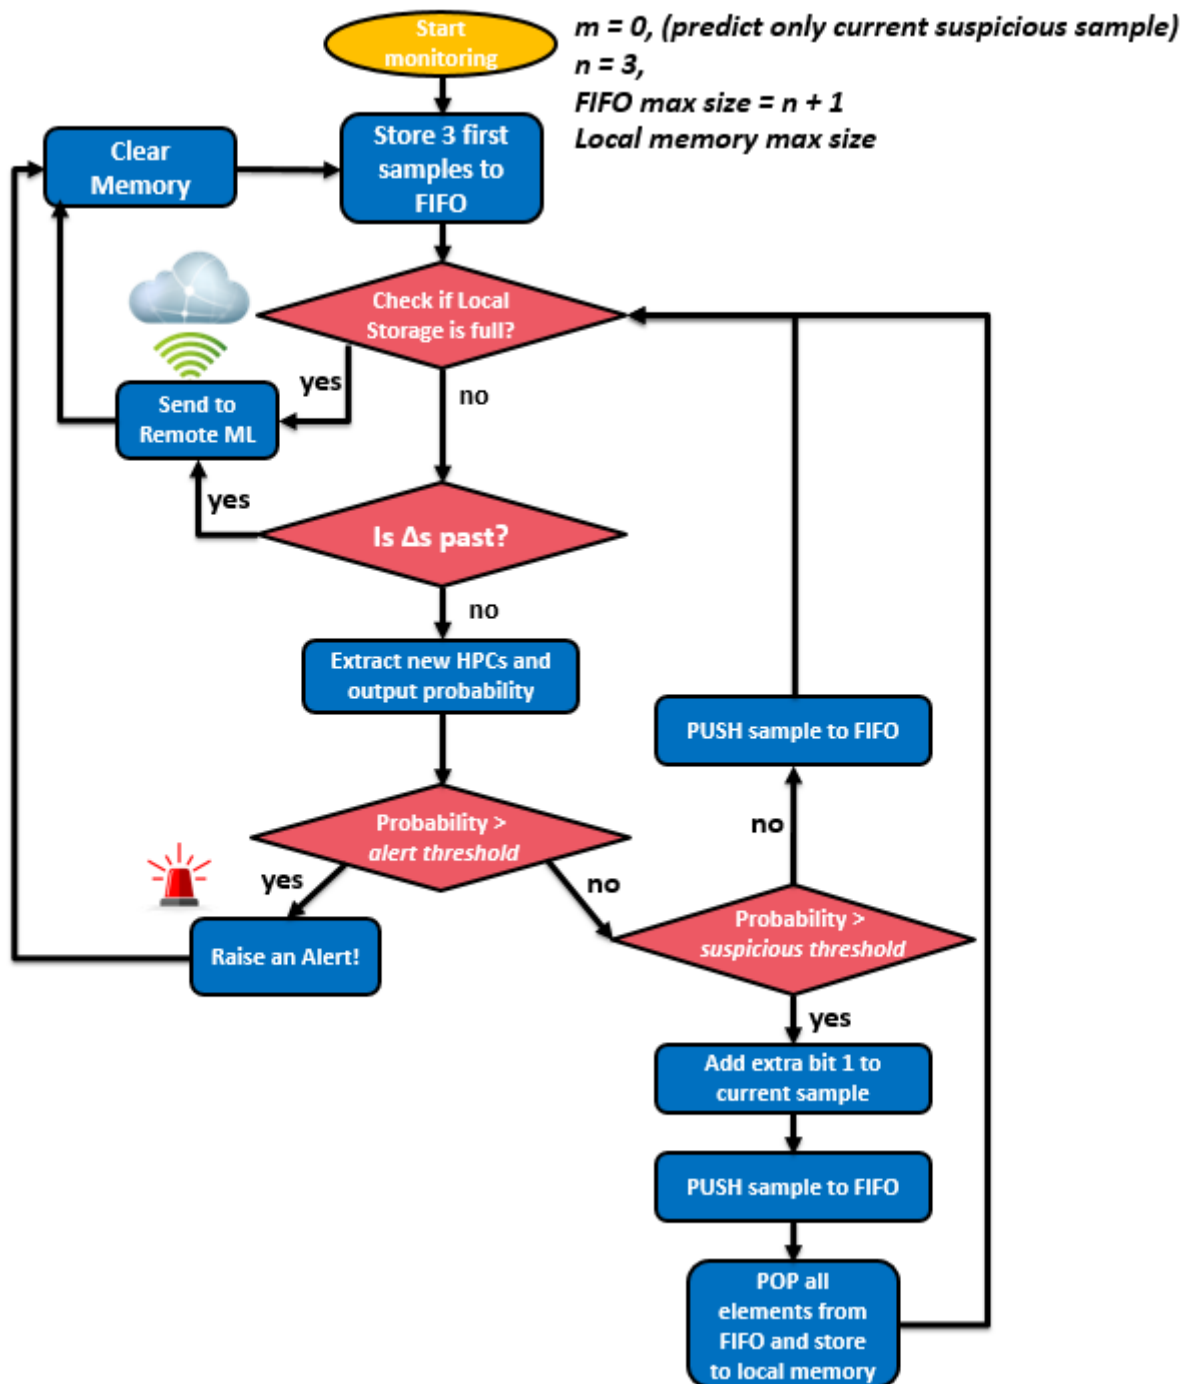 Start
monitoring
m = 0, (predict only current suspicious sample)
n = 3,
FIFO max size = n + 1
Local memory max size
Clear
Memory
Store 3 first
samples to
FIFO
Check if Local
Storage is full?
yes
no
Send to
Remote ML
yes
Is Δs past?
no
Extract new HPCs and
output probability
PUSH sample to FIFO
Probability >
alert threshold
no
yes
no
Probability >
suspicious threshold
Raise an Alert!
yes
Add extra bit 1 to
current sample
PUSH sample to FIFO
POP all
elements from
FIFO and store
to local memory